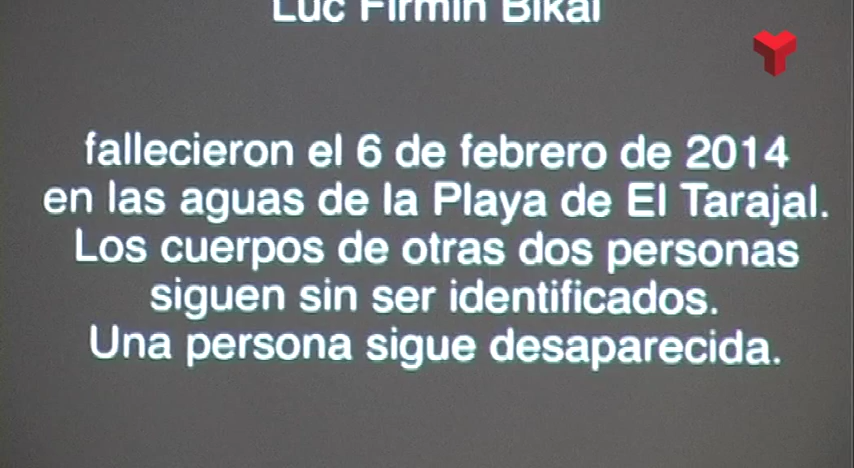 Luc Firmin Bikai
fallecieron el 6 de febrero de 2014
en las aguas de la Playa de El Tarajal.
Los cuerpos de otras dos personas
siguen sin ser identificados.
Una persona sigue desaparecida.